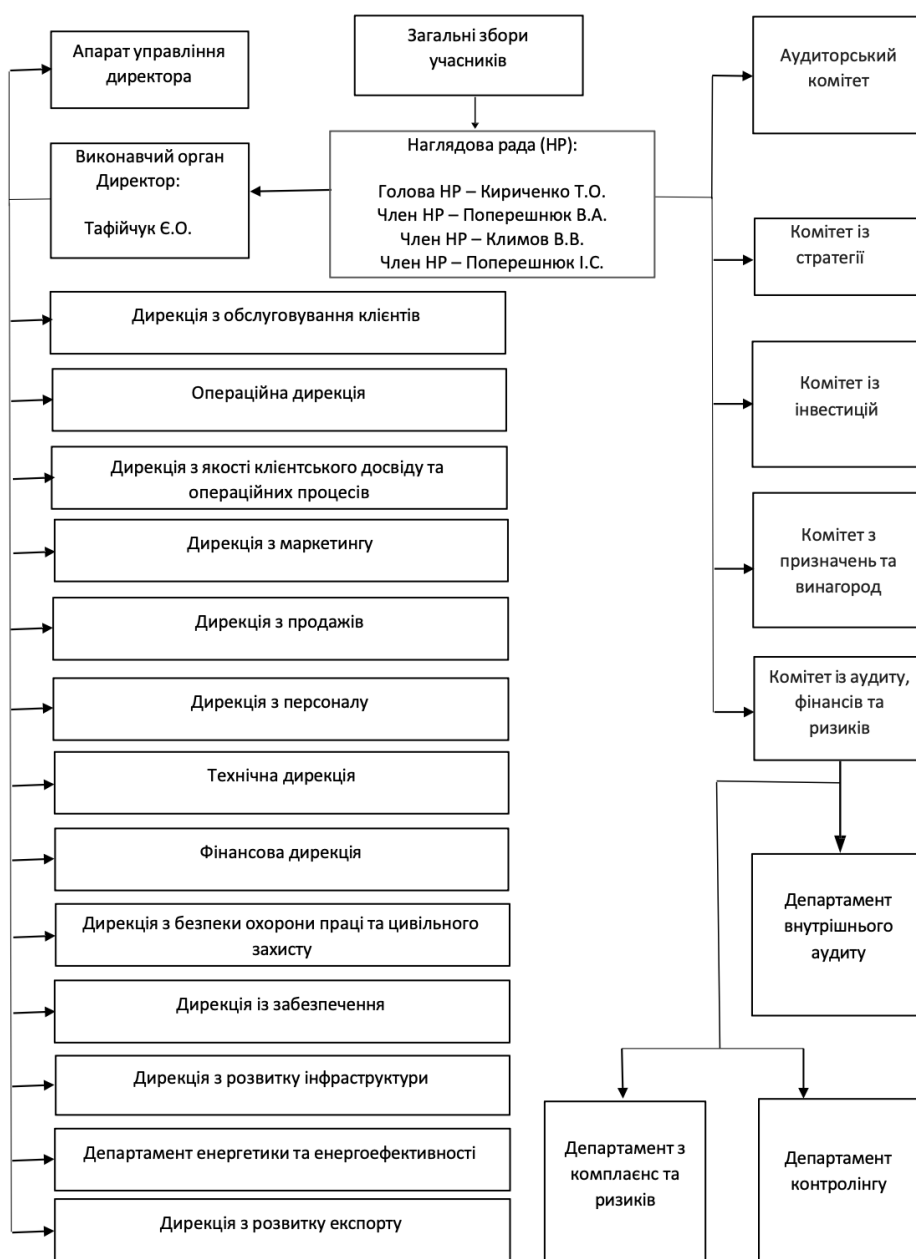 Загальні збори
учасників
Апарат управління
директора
Аудиторський
комітет
Наглядова рада (НР):
Голова НР – Кириченко Т.О.
Член НР – Поперешнюк В.А.
Член НР – Климов В.В.
Член НР – Поперешнюк І.С.
Виконавчий орган
Директор:
Тафійчук Є.О.
Комітет із
стратегії
Комітет із
інвестицій
Комітет з
призначень та
винагород
Комітет із аудиту,
фінансів та
ризиків
Дирекція з обслуговування клієнтів
Операційна дирекція
Дирекція з якості клієнтського досвіду та
операційних процесів
Дирекція з маркетингу
Дирекція з продажів
Дирекція з персоналу
Технічна дирекція
Фінансова дирекція
Дирекція з безпеки охорони праці та цивільного
захисту
Дирекція із забезпечення
Дирекція з розвитку інфраструктури
Департамент енергетики та енергоефективності
Дирекція з розвитку експорту
Департамент
внутрішнього
аудиту
Департамент з
комплаєнс та
ризиків
Департамент
контролінгу